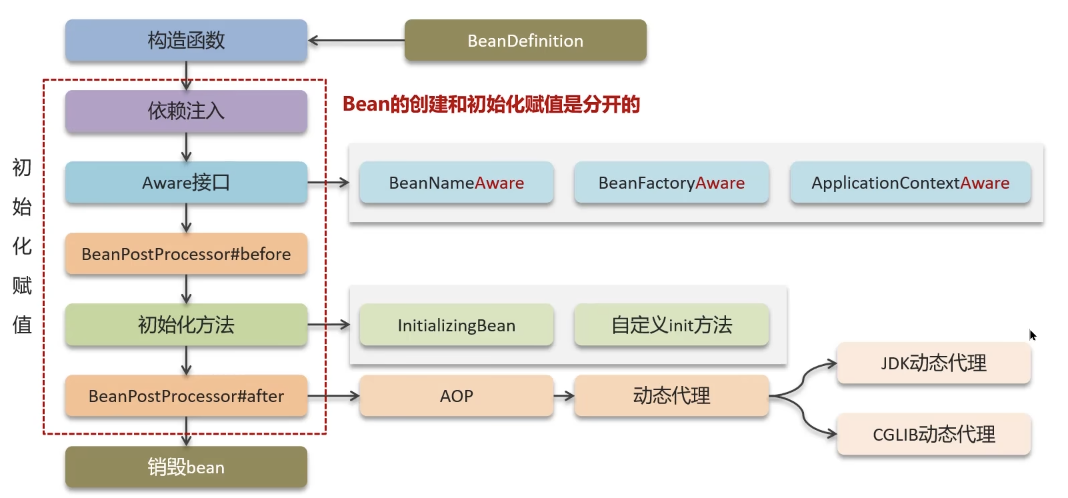 构造函数
BeanDefinition
依赖注入
Bean的创建和初始化赋值是分开的
初始化赋值
Aware接口
BeanNameAware
BeanFactoryAware
ApplicationContextAware
BeanPostProcessor#before
初始化方法
InitializingBean
自定义init方法
BeanPostProcessor#after
AOP
动态代理
JDK动态代理
CGLIB动态代理
销毁bean